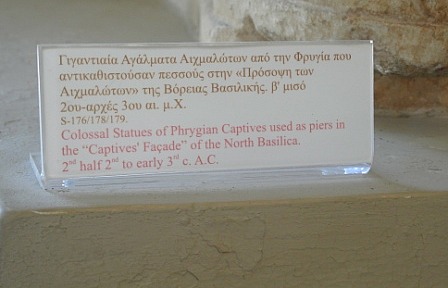 Γιγαντιαία Αγάλματα Αιχμαλώτων από την Φρυγία που
αντικαθιστούσαν πεσσούς στην «Πρόσοψη των
Αιχμαλώτων» της Βόρειας Βασιλικής. β' μισό
2ου-αρχές 3ου αι. μ.Χ.
S-176/178/179.
Colossal Statues of Phrygian Captives used as piers in
the “Captives' Façade” of the North Basilica.
2nd half 2nd to early 3rd c. A.C.